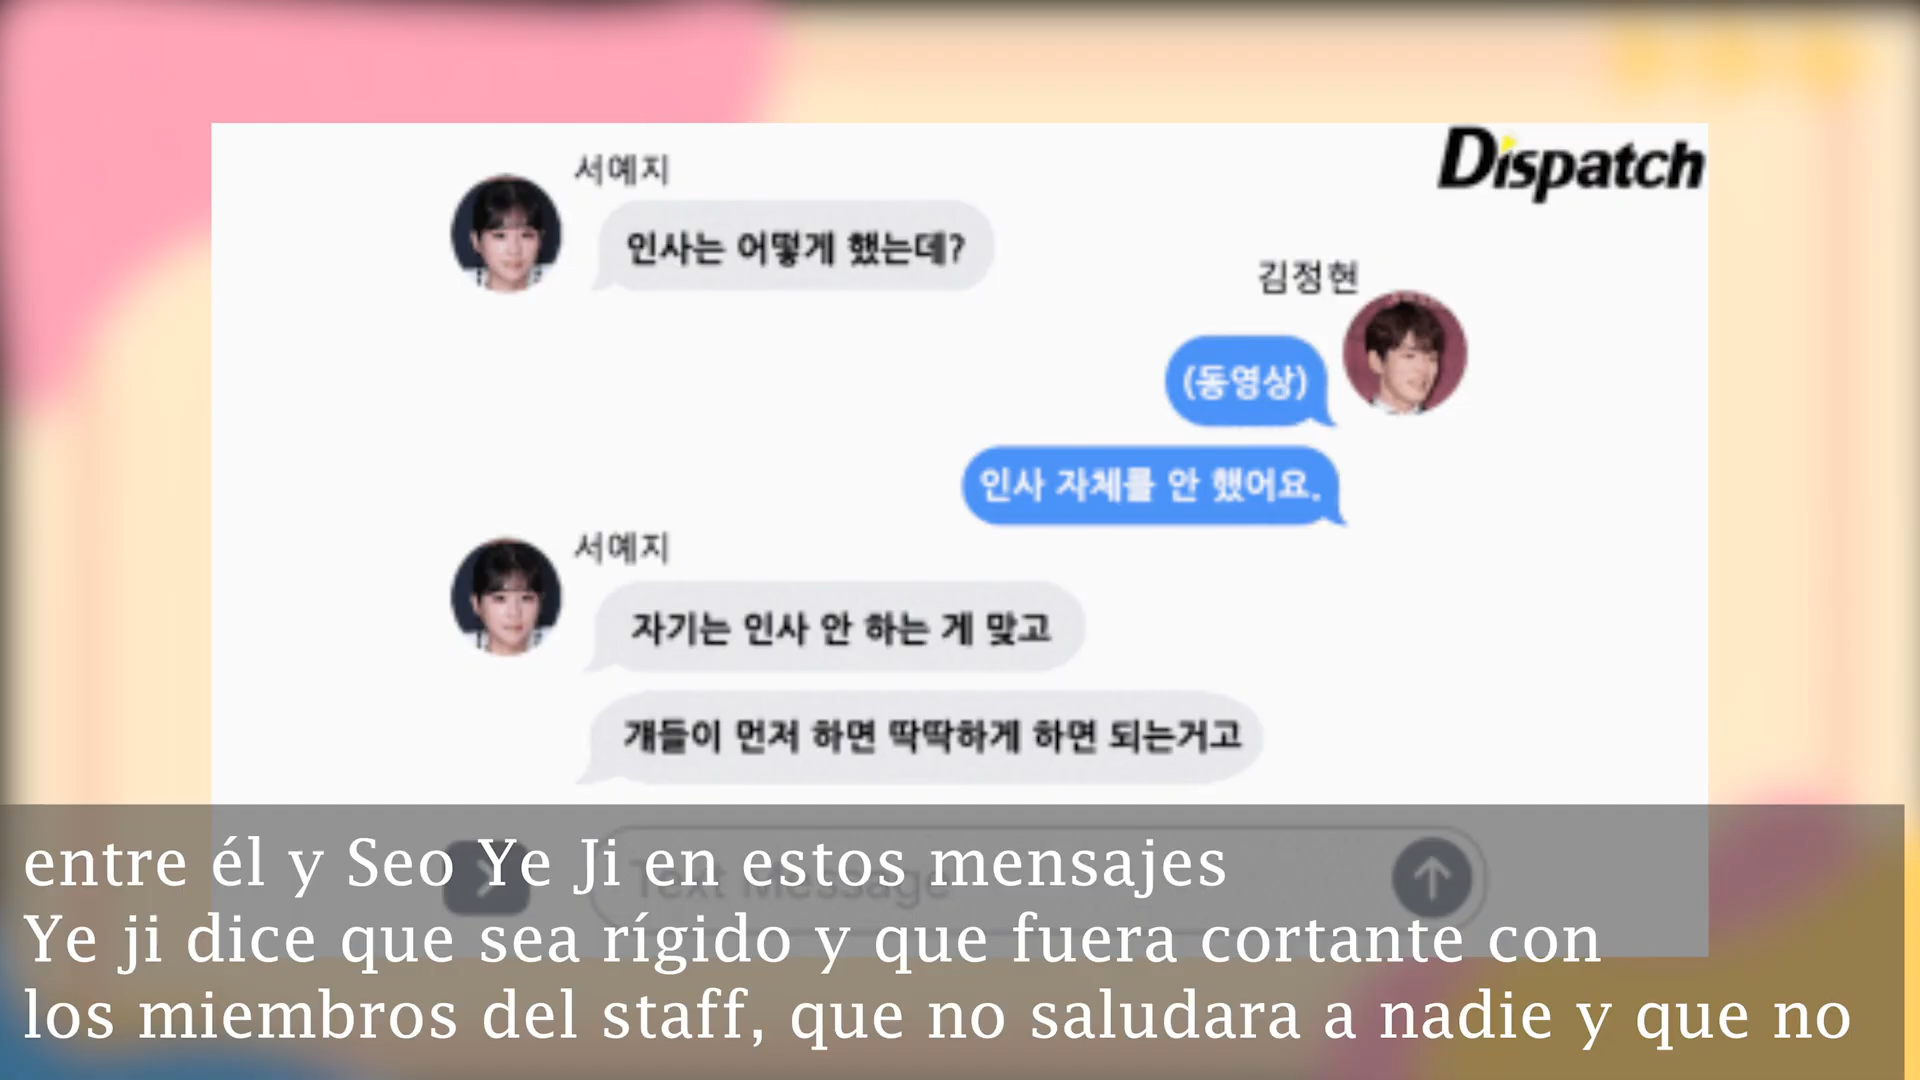 Dispatch
서예지
인사는 어떻게 했는데?
김정현
(동영상)
인사 자체를 안 했어요.
서예지
자기는 인사 안 하는 게 맞고
걔들이 먼저 하면 딱딱하게 하면 되는거고
Text Message
entre él y Seo Ye Ji en estos mensajes
Ye ji dice que sea rígido y que fuera cortante con
los miembros del staff, que no saludara a nadie y que no